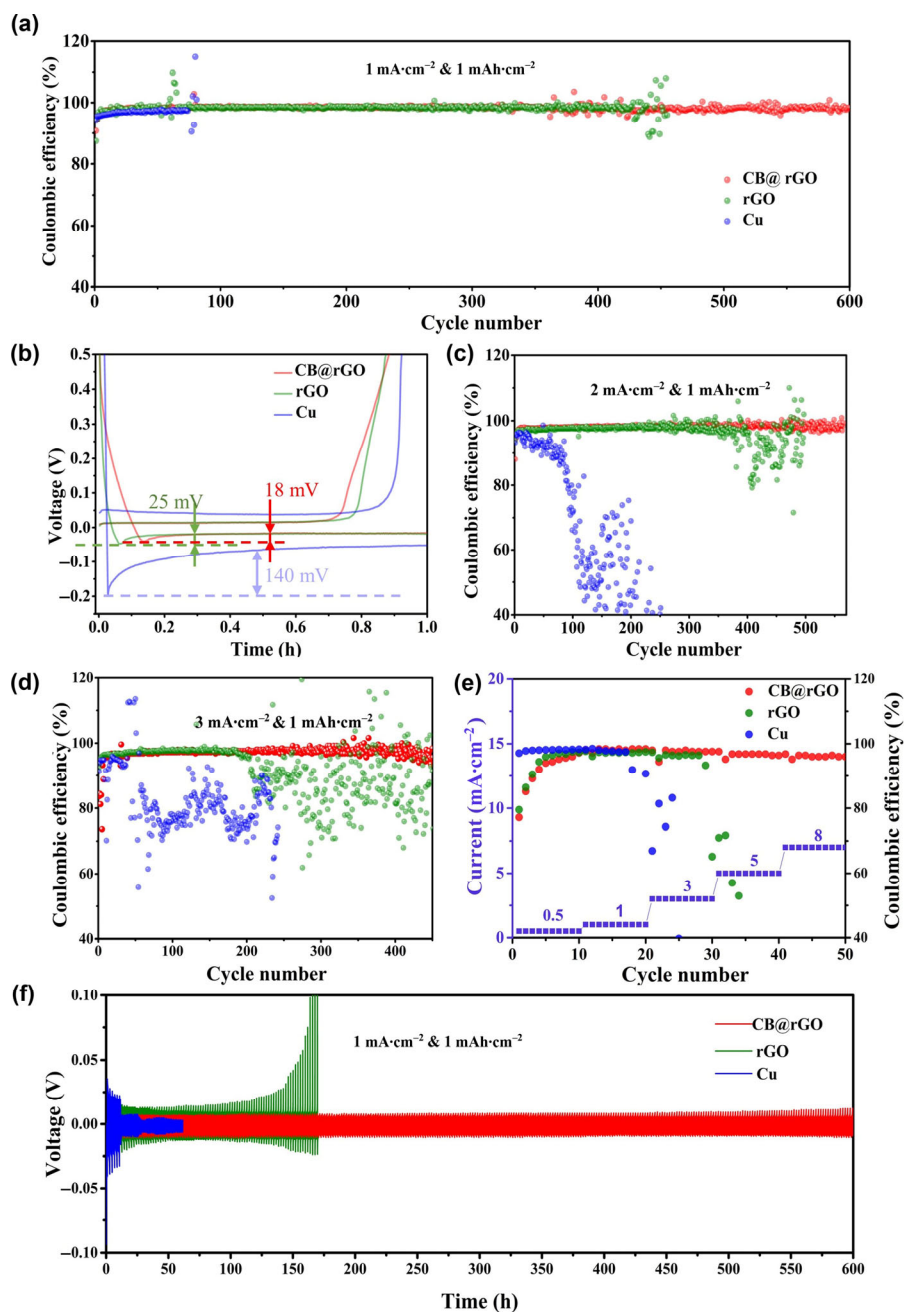 (a)
120
100
80
60
40
Coulombic efficiency (%)
1 mA·cm−2 & 1 mAh·cm−2
CB@ rGO
rGO
Cu
0 100 200 300 400 500 600
Cycle number
(b)
0.5
0.4
0.3
0.2
0.1
0.0
−0.1
−0.2
Voltage (V)
CB@rGO
rGO
Cu
25 mV
18 mV
140 mV
0.0 0.2 0.4 0.6 0.8 1.0
Time (h)
(c)
120
100
80
60
40
Coulombic efficiency (%)
2 mA·cm−2 & 1 mAh·cm−2
0 100 200 300 400 500
Cycle number
(d)
120
100
80
60
40
Coulombic efficiency (%)
3 mA·cm−2 & 1 mAh·cm−2
0 100 200 300 400
Cycle number
(e)
20
15
10
5
0
Current (mA·cm−2)
CB@rGO
rGO
Cu
0.5
1
3
5
8
120
100
80
60
40
Coulombic efficiency (%)
0 10 20 30 40 50
Cycle number
(f)
0.10
0.05
0.00
−0.05
−0.10
Voltage (V)
1 mA·cm−2 & 1 mAh·cm−2
CB@rGO
rGO
Cu
0 50 100 150 200 250 300 350 400 450 500 550 600
Time (h)